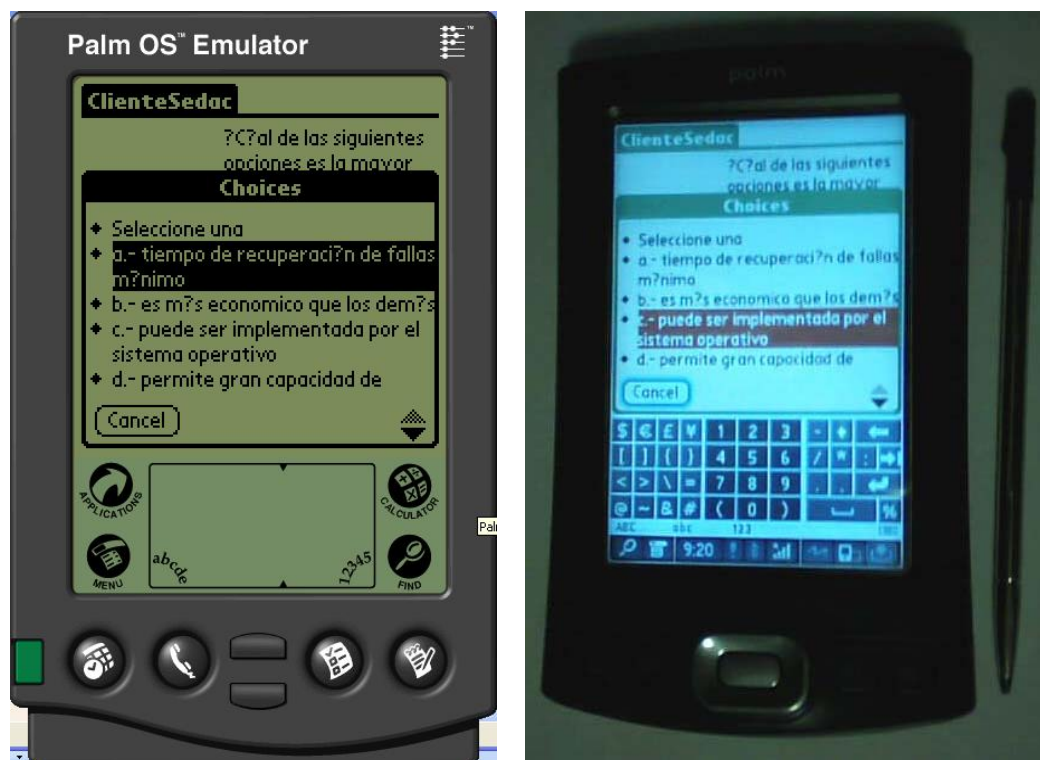 Palm OS™ Emulator
ClienteSedac
?C?al de las siguientes
opciones es la mayor
Choices
Seleccione una
a.- tiempo de recuperaci?n de fallas
m?nimo
b.- es m?s economico que los dem?s
c.- puede ser implementada por el
sistema operativo
d.- permite gran capacidad de
Cancel
APPLICATIONS
CALCULATOR
MENU
abcde
12345
FIND
Pal
palm
ClienteSedac
?C?al de las siguientes
opciones es la mayor
Choices
Seleccione una
a.- tiempo de recuperaci?n de fallas
m?nimo
b.- es m?s economico que los dem?s
c.- puede ser implementada por el
sistema operativo
d.- permite gran capacidad de
Cancel
$ € £ ¥ 1 2 3 - +
[ ] { } 4 5 6 / * :
< > \ = 7 8 9 . ,
@ ~ & # ( 0 ) %
ABC abc 123
9:20